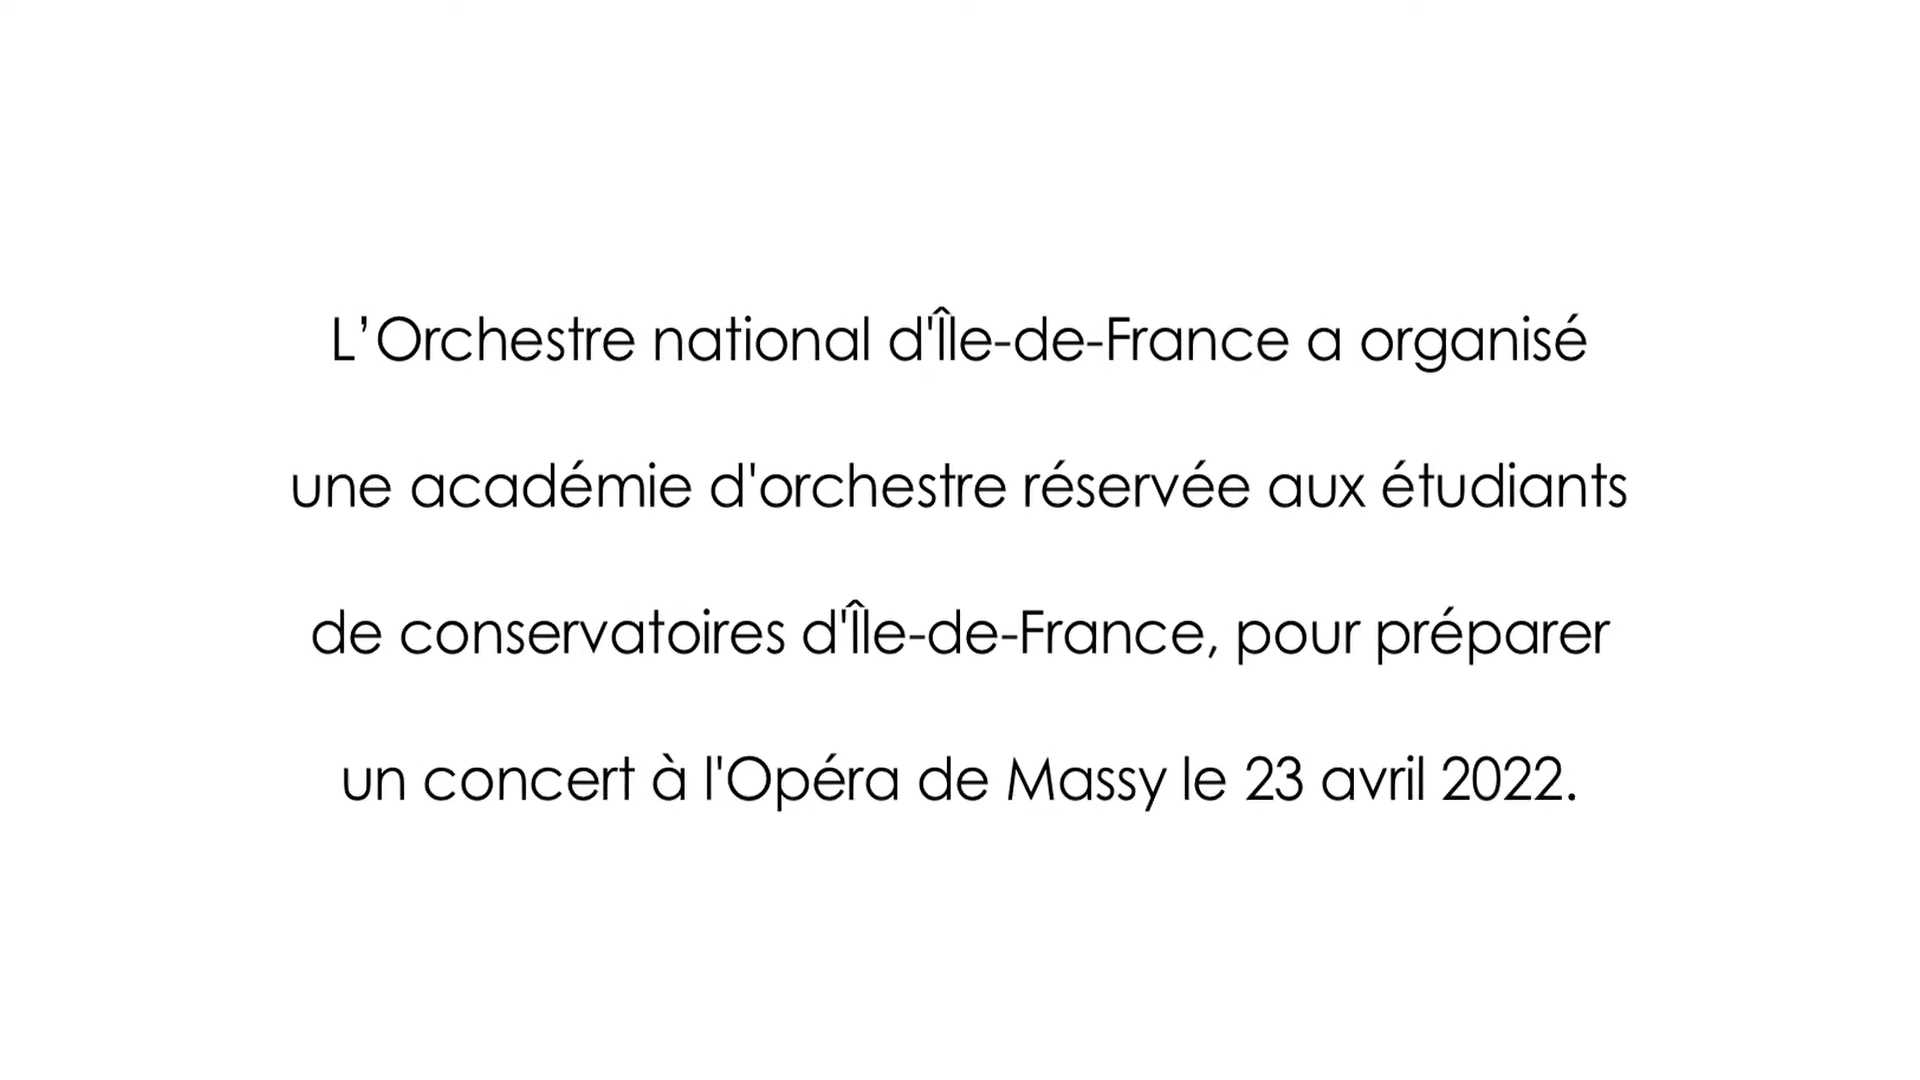 L’Orchestre national d'Île-de-France a organisé
une académie d'orchestre réservée aux étudiants
de conservatoires d'Île-de-France, pour préparer
un concert à l'Opéra de Massy le 23 avril 2022.